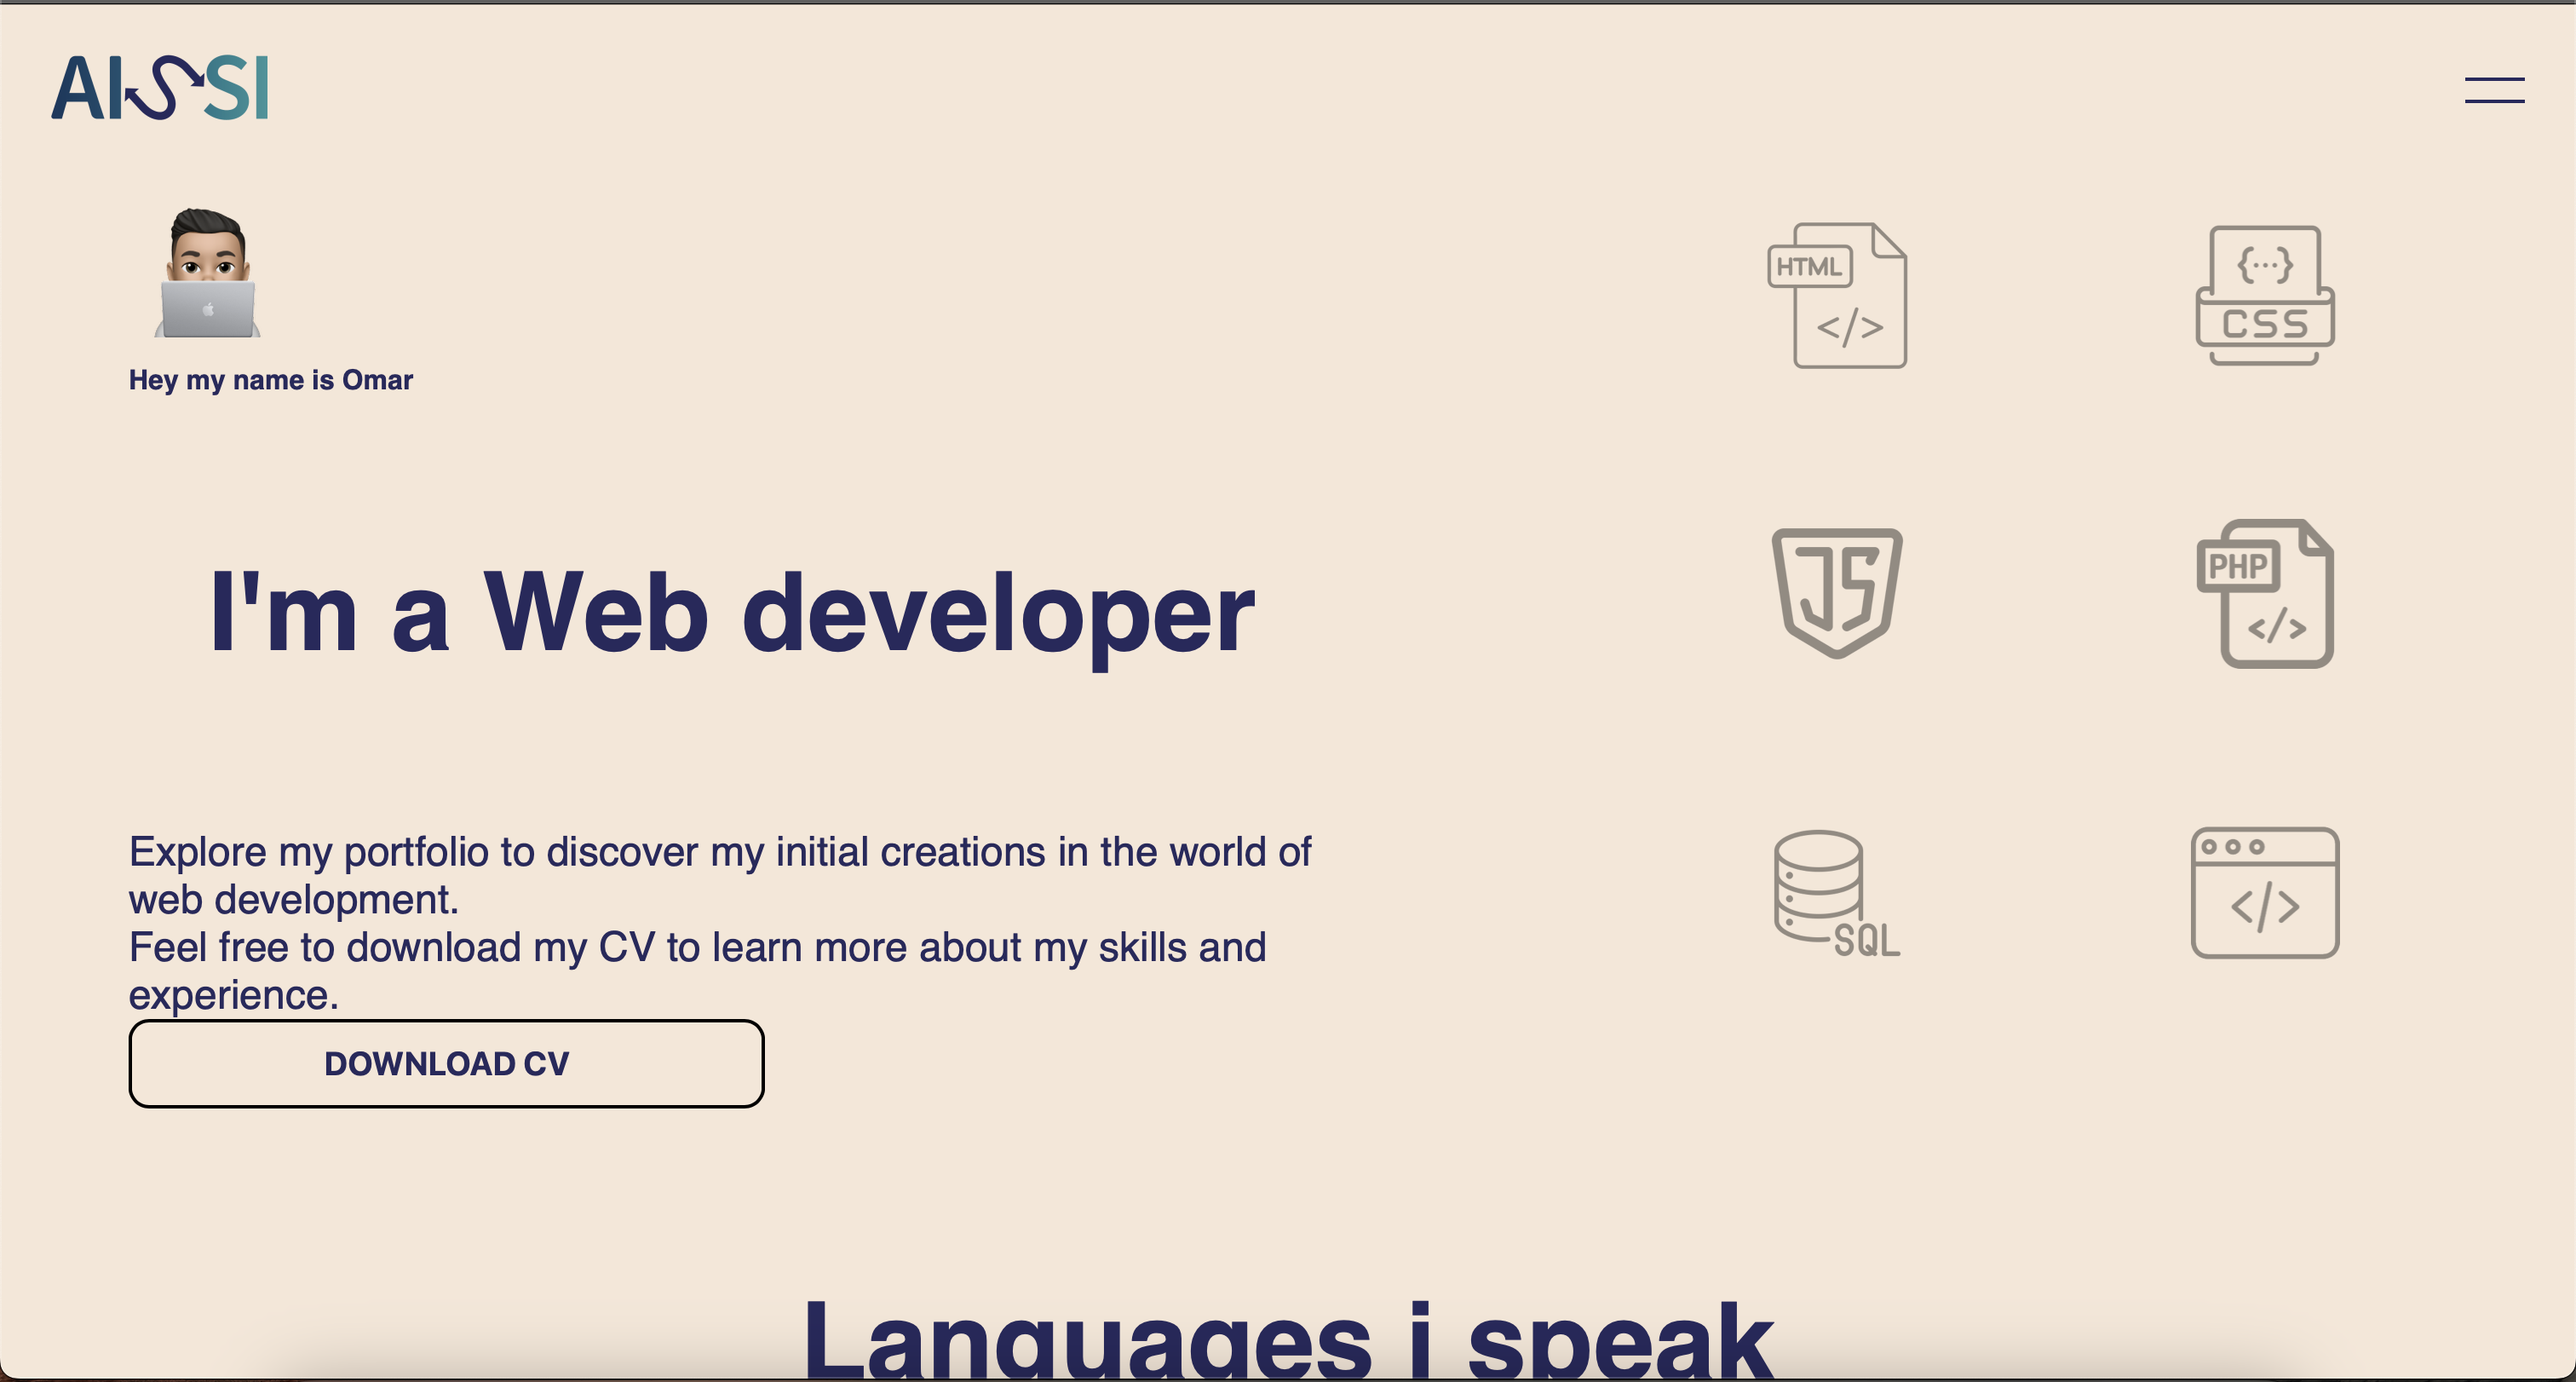 AISSI
Hey my name is Omar
I'm a Web developer
Explore my portfolio to discover my initial creations in the world of
web development.
Feel free to download my CV to learn more about my skills and
experience.
DOWNLOAD CV
HTML
</>
{...}
CSS
JS
PHP
</>
SQL
</>
Languages i speak